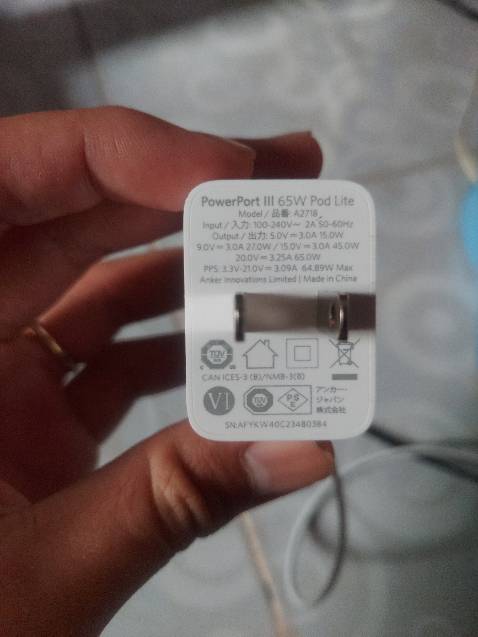 PowerPort III 65W Pod Lite
Model / 品番: A2718
Input / 入力: 100-240V~ 2A 50-60Hz
Output / 出力: 5.0V⎓3.0A 15.0W
9.0V⎓3.0A 27.0W / 15.0V⎓3.0A 45.0W
20.0V⎓3.25A 65.0W
PPS: 3.3V-21.0V⎓3.09A 64.89W Max
Anker Innovations Limited | Made in China
TÜV
CAN ICES-3 (B)/NMB-3(B)
VI
TÜV
PSE
アンカー・
ジャパン
株式会社
SN:AFYKW40C23480384